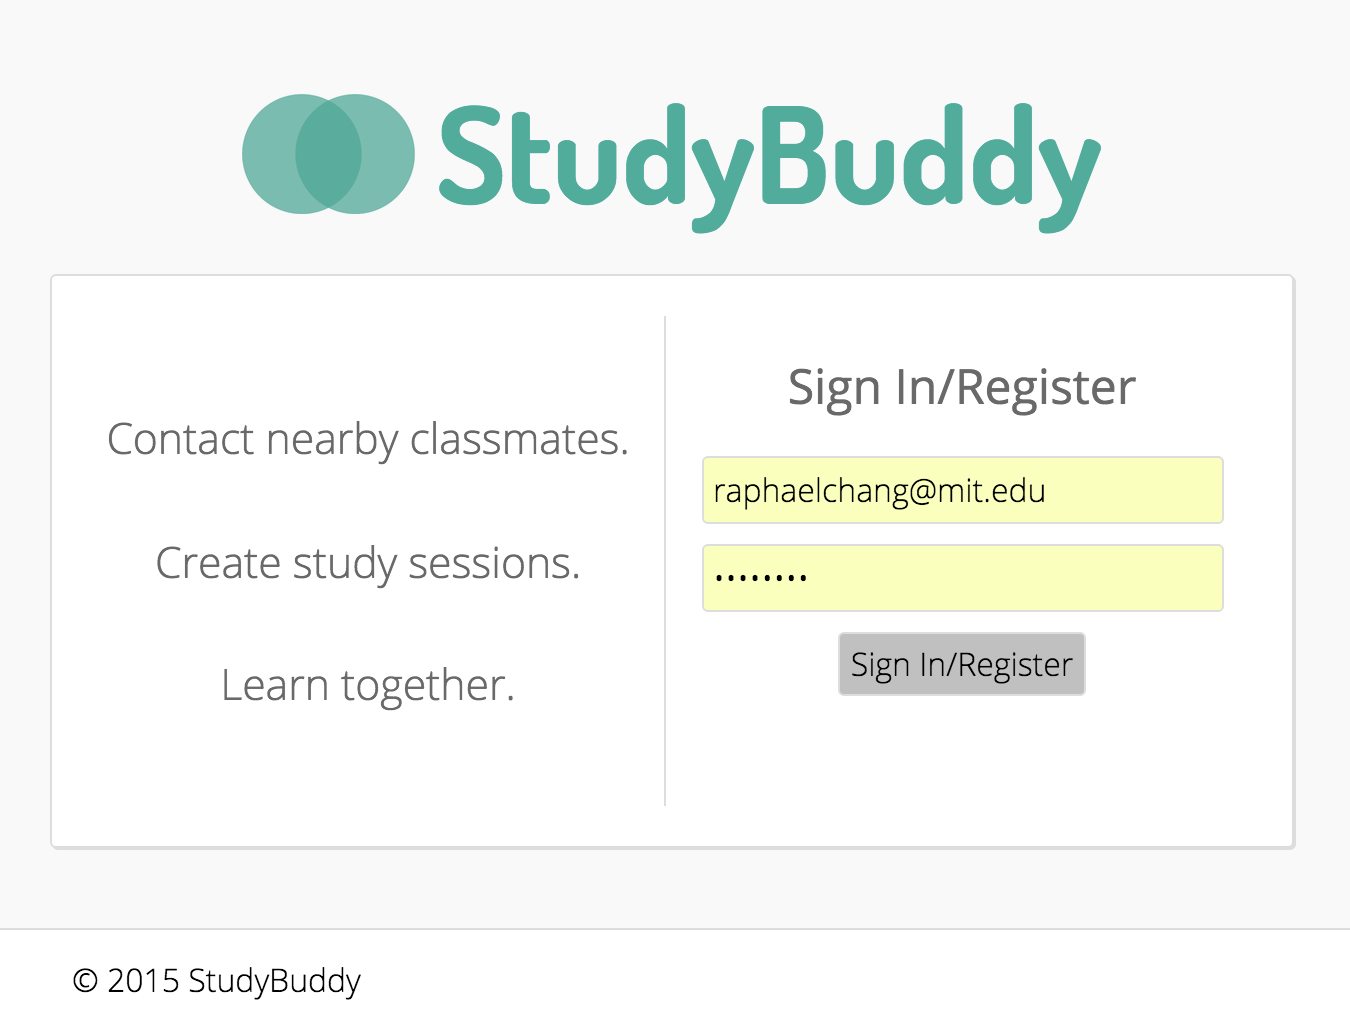 StudyBuddy
Contact nearby classmates.
Create study sessions.
Learn together.
Sign In/Register
raphaelchang@mit.edu
••••••••
Sign In/Register
© 2015 StudyBuddy